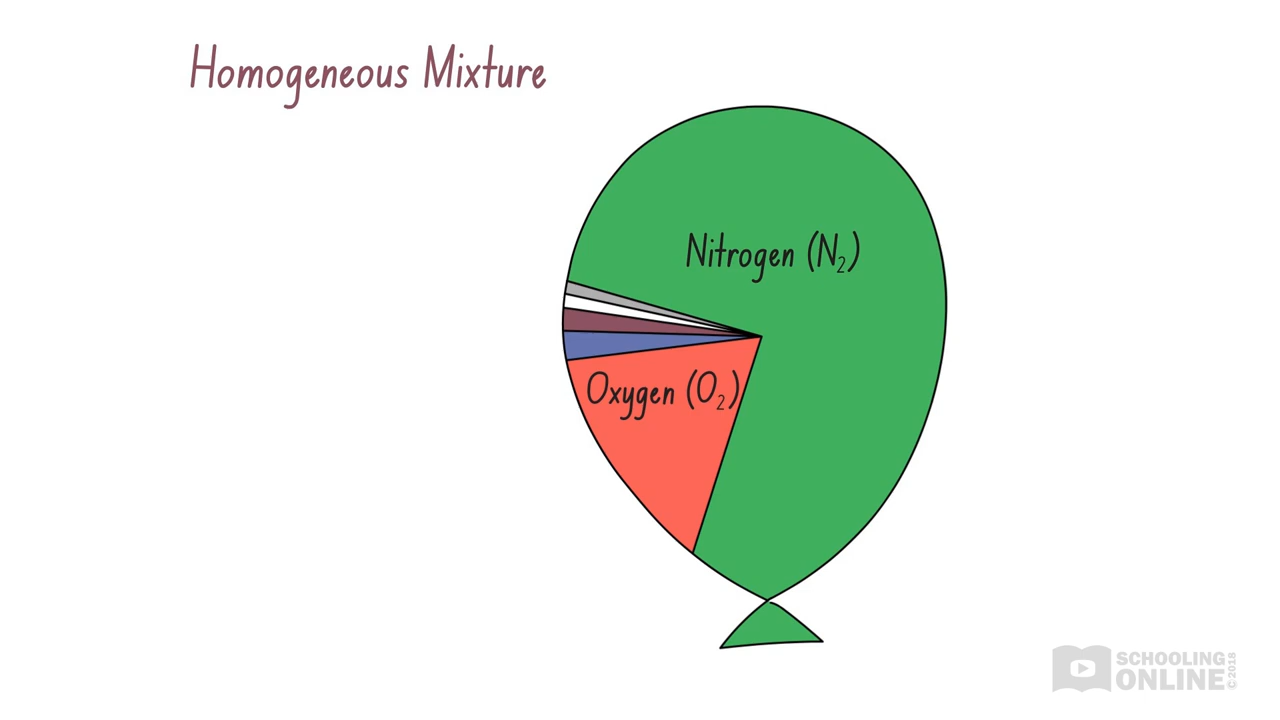 Homogeneous Mixture
Nitrogen (N₂)
Oxygen (O₂)
SCHOOLING
ONLINE
©2018